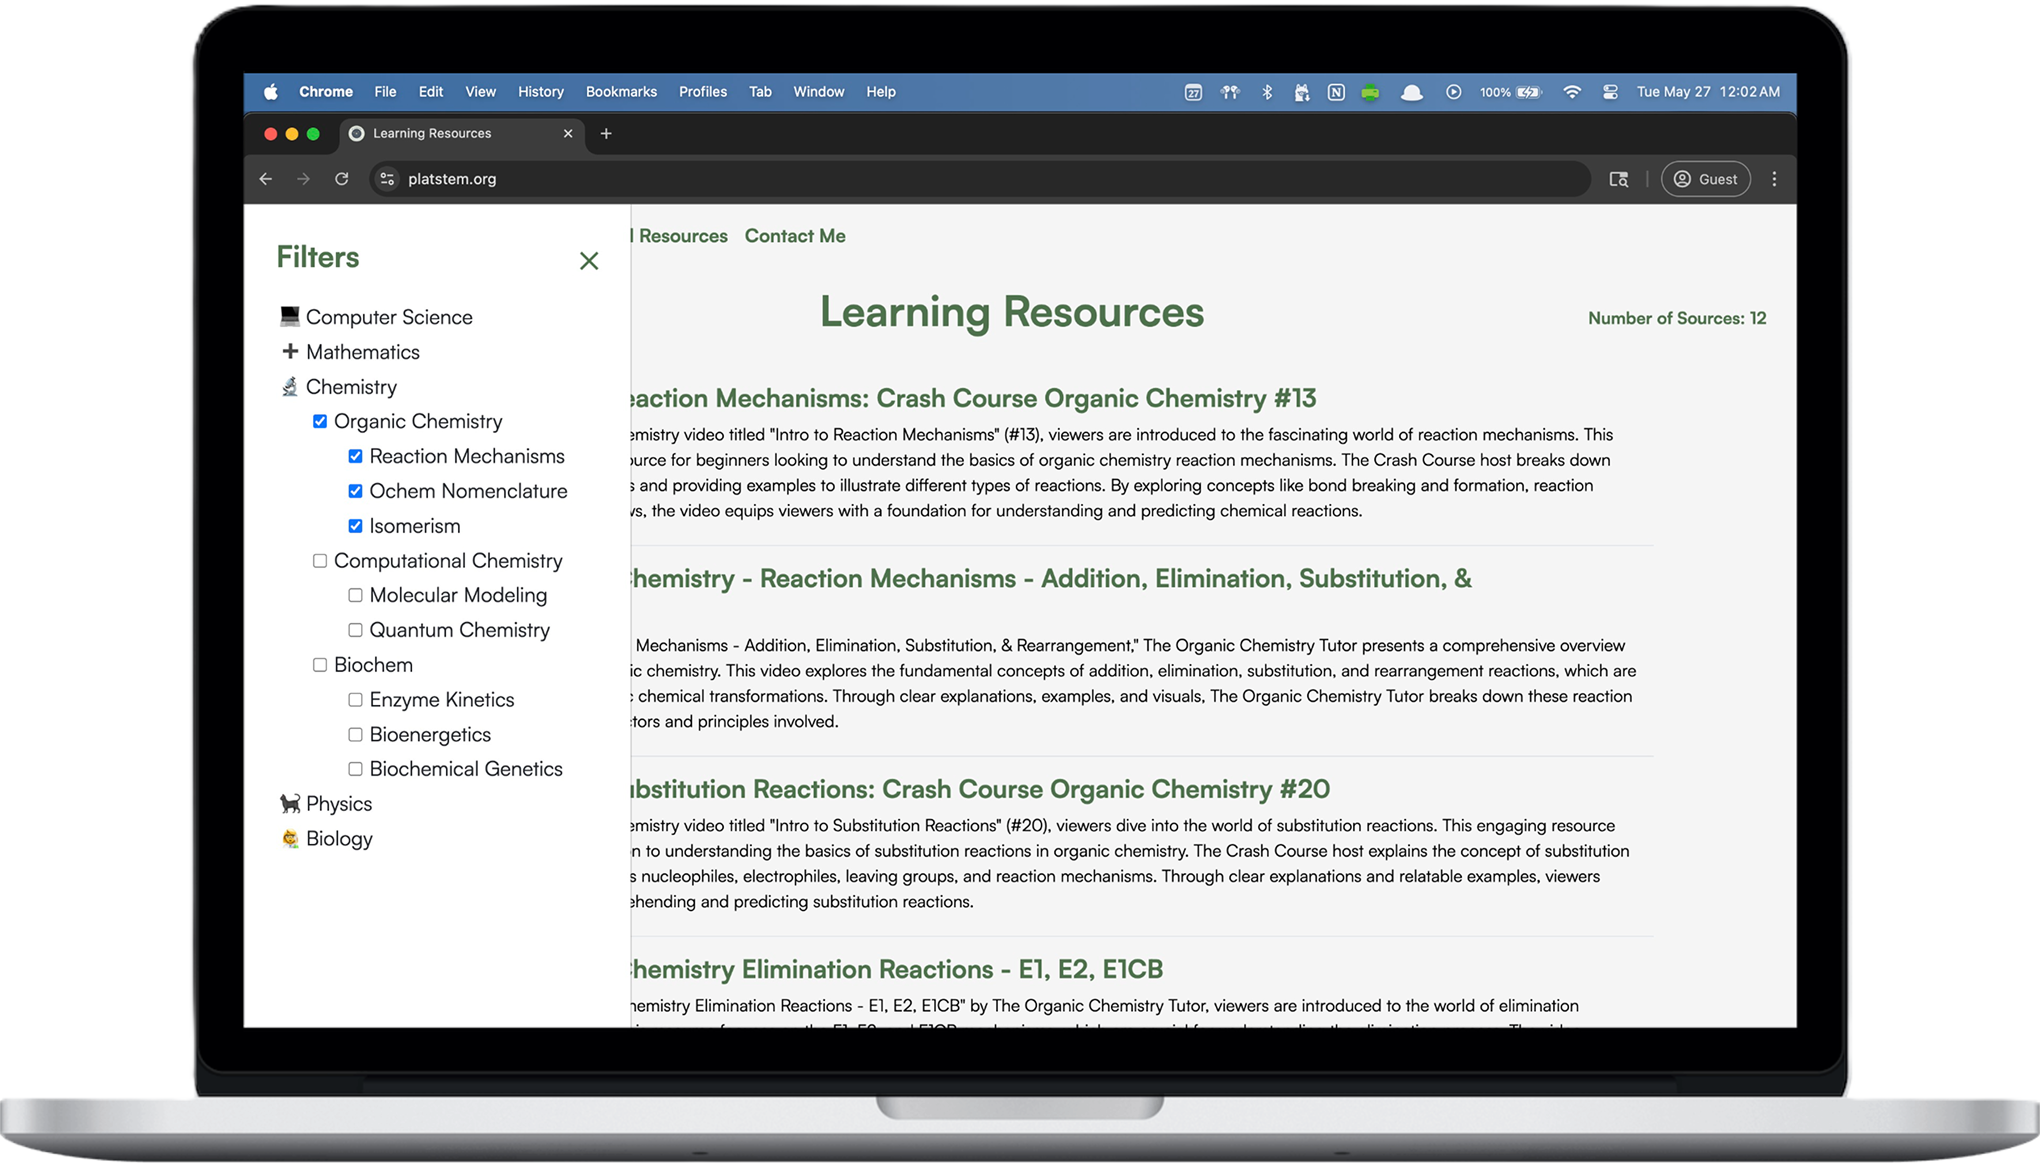 Chrome File Edit View History Bookmarks Profiles Tab Window Help 27 N 100% Tue May 27 12:02 AM
Learning Resources
platstem.org Guest
Filters
Computer Science
Mathematics
Chemistry
Organic Chemistry
Reaction Mechanisms
Ochem Nomenclature
Isomerism
Computational Chemistry
Molecular Modeling
Quantum Chemistry
Biochem
Enzyme Kinetics
Bioenergetics
Biochemical Genetics
Physics
Biology
Resources Contact Me
Learning Resources
Number of Sources: 12
eaction Mechanisms: Crash Course Organic Chemistry #13
emistry video titled "Intro to Reaction Mechanisms" (#13), viewers are introduced to the fascinating world of reaction mechanisms. This
ource for beginners looking to understand the basics of organic chemistry reaction mechanisms. The Crash Course host breaks down
s and providing examples to illustrate different types of reactions. By exploring concepts like bond breaking and formation, reaction
ws, the video equips viewers with a foundation for understanding and predicting chemical reactions.
hemistry - Reaction Mechanisms - Addition, Elimination, Substitution, &
Mechanisms - Addition, Elimination, Substitution, & Rearrangement," The Organic Chemistry Tutor presents a comprehensive overview
ic chemistry. This video explores the fundamental concepts of addition, elimination, substitution, and rearrangement reactions, which are
c chemical transformations. Through clear explanations, examples, and visuals, The Organic Chemistry Tutor breaks down these reaction
ctors and principles involved.
ubstitution Reactions: Crash Course Organic Chemistry #20
emistry video titled "Intro to Substitution Reactions" (#20), viewers dive into the world of substitution reactions. This engaging resource
n to understanding the basics of substitution reactions in organic chemistry. The Crash Course host explains the concept of substitution
s nucleophiles, electrophiles, leaving groups, and reaction mechanisms. Through clear explanations and relatable examples, viewers
ehending and predicting substitution reactions.
hemistry Elimination Reactions - E1, E2, E1CB
hemistry Elimination Reactions - E1, E2, E1CB" by The Organic Chemistry Tutor, viewers are introduced to the world of elimination